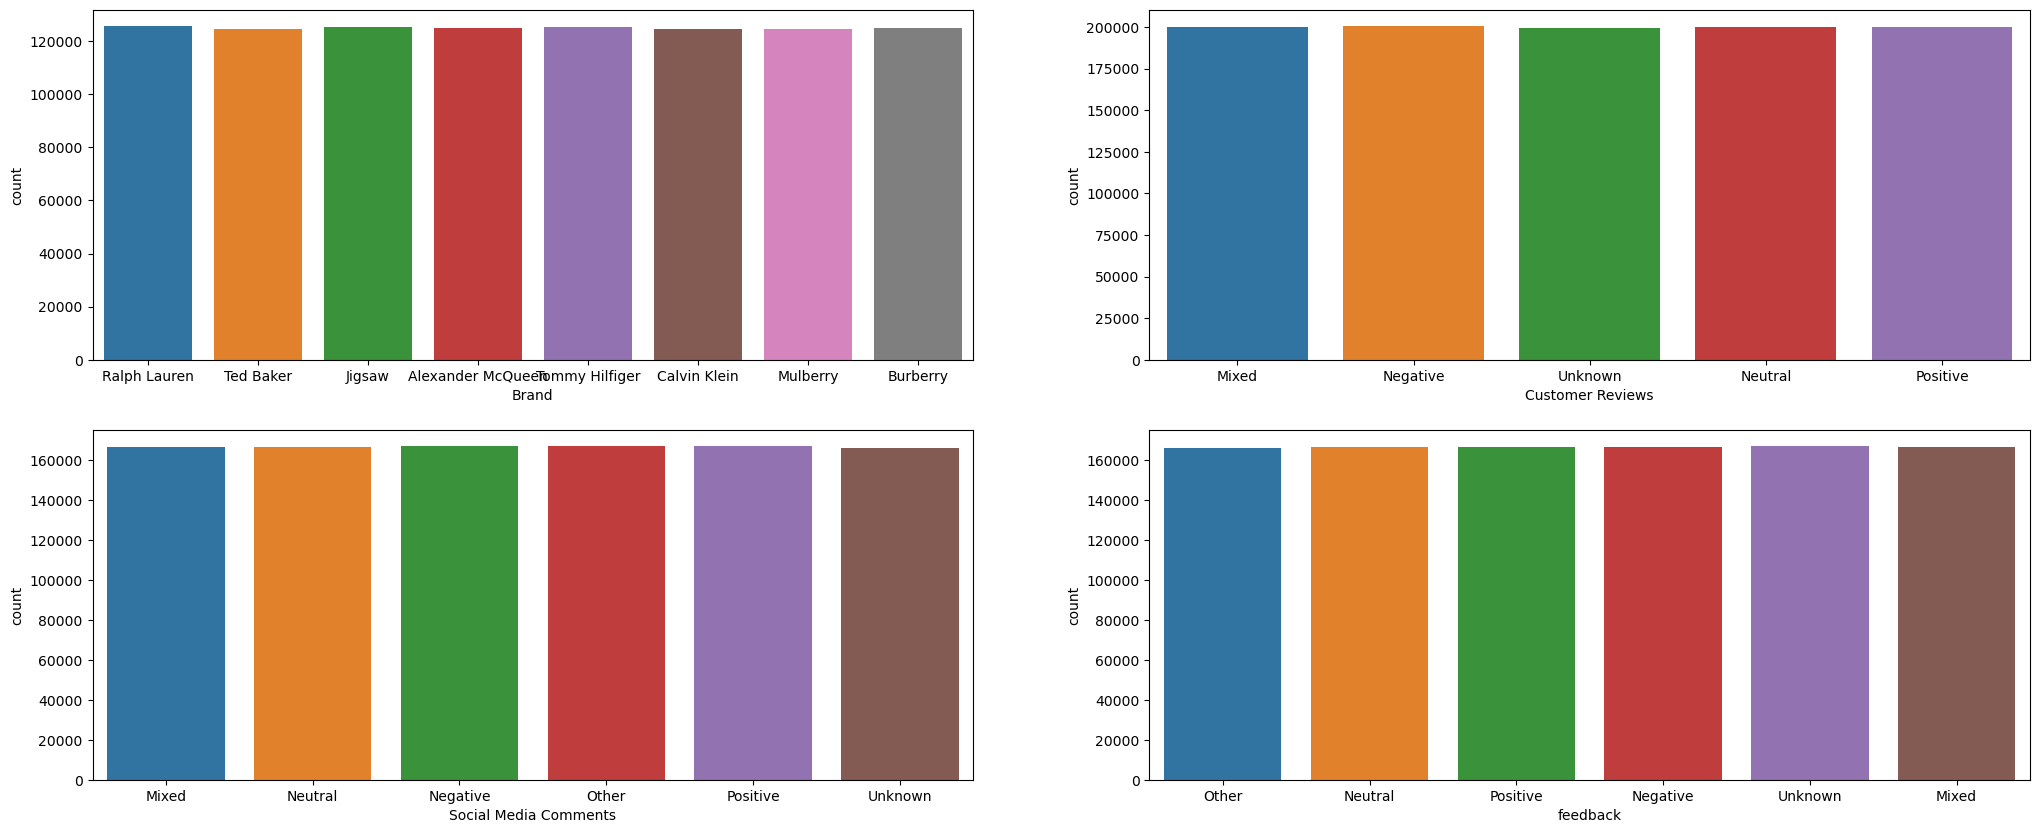 120000
100000
80000
60000
40000
20000
0
count
Ralph Lauren Ted Baker Jigsaw Alexander McQueen Tommy Hilfiger Calvin Klein Mulberry Burberry
Brand
200000
175000
150000
125000
100000
75000
50000
25000
0
count
Mixed Negative Unknown Neutral Positive
Customer Reviews
160000
140000
120000
100000
80000
60000
40000
20000
0
count
Mixed Neutral Negative Other Positive Unknown
Social Media Comments
160000
140000
120000
100000
80000
60000
40000
20000
0
count
Other Neutral Positive Negative Unknown Mixed
feedback